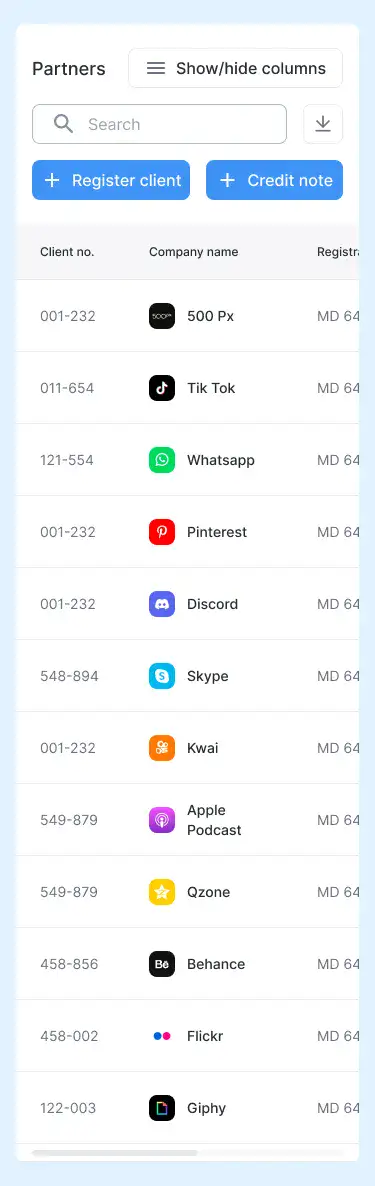 Partners
Show/hide columns
Search
Register client
Credit note
Client no. Company name Registra
001-232 500px 500 Px MD 64
011-654 Tik Tok MD 64
121-554 Whatsapp MD 64
001-232 Pinterest MD 64
001-232 Discord MD 64
548-894 S Skype MD 64
001-232 Kwai MD 64
549-879 Apple
Podcast MD 64
549-879 Qzone MD 64
458-856 Bē Behance MD 64
458-002 Flickr MD 64
122-003 Giphy MD 64